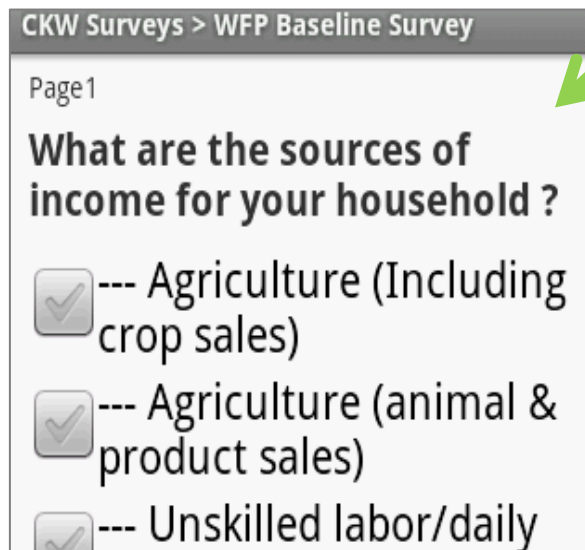 CKW Surveys > WFP Baseline Survey
Page1
What are the sources of
income for your household ?
--- Agriculture (Including
crop sales)
--- Agriculture (animal &
product sales)
--- Unskilled labor/daily